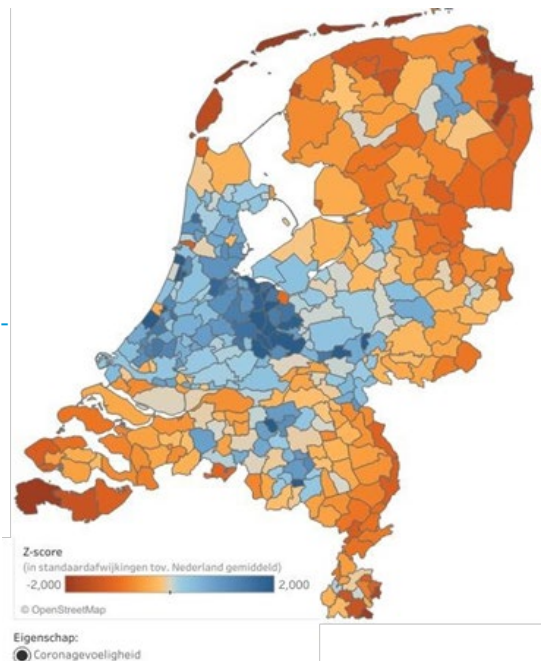 Z-score
(in standaardafwijkingen tov. Nederland gemiddeld)
-2,000 2,000
© OpenStreetMap
Eigenschap:
Coronagevoeligheid